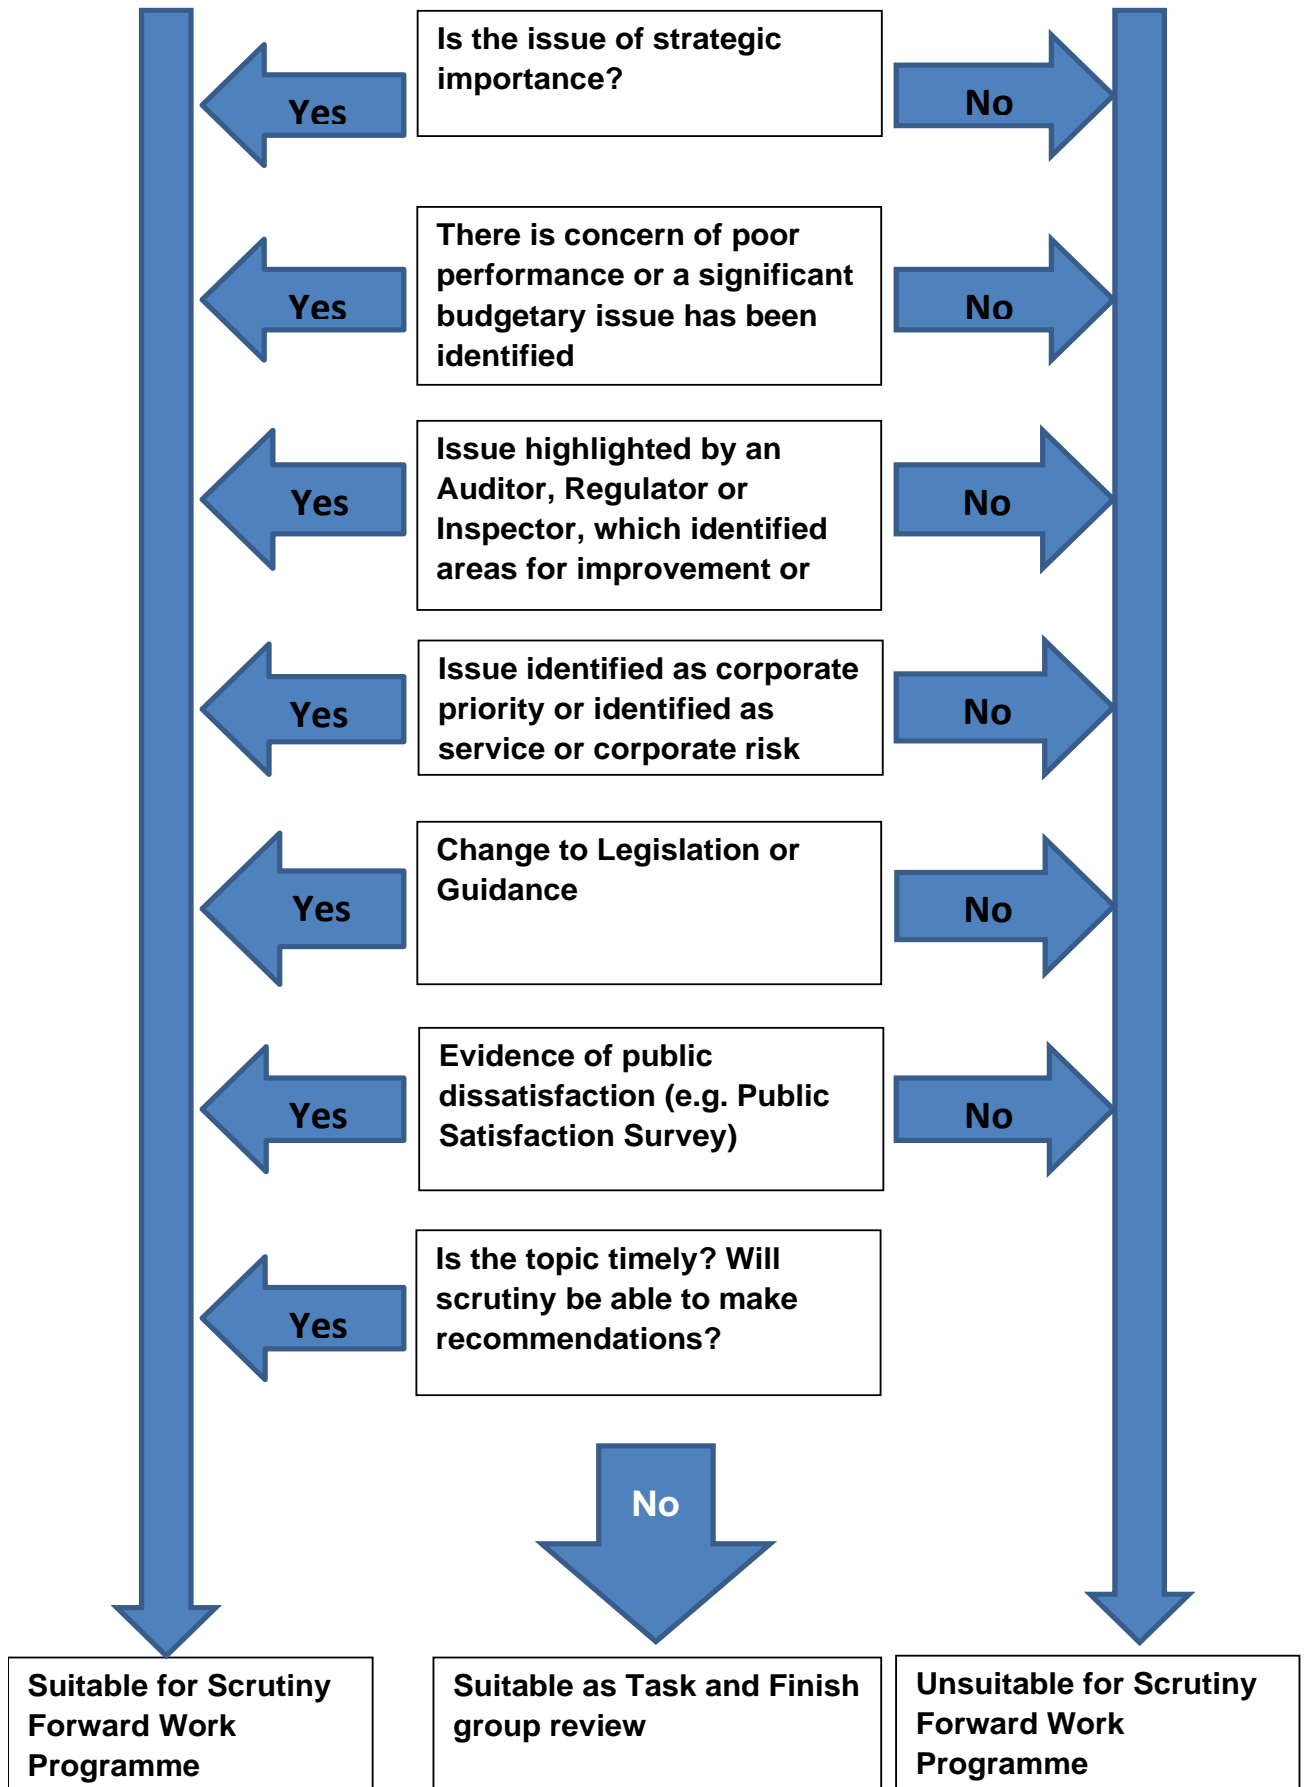 Is the issue of strategic
importance?
Yes
No
There is concern of poor
performance or a significant
budgetary issue has been
identified
Yes
No
Issue highlighted by an
Auditor, Regulator or
Inspector, which identified
areas for improvement or
Yes
No
Issue identified as corporate
priority or identified as
service or corporate risk
Yes
No
Change to Legislation or
Guidance
Yes
No
Evidence of public
dissatisfaction (e.g. Public
Satisfaction Survey)
Yes
No
Is the topic timely? Will
scrutiny be able to make
recommendations?
Yes
No
Suitable for Scrutiny
Forward Work
Programme
Suitable as Task and Finish
group review
Unsuitable for Scrutiny
Forward Work
Programme